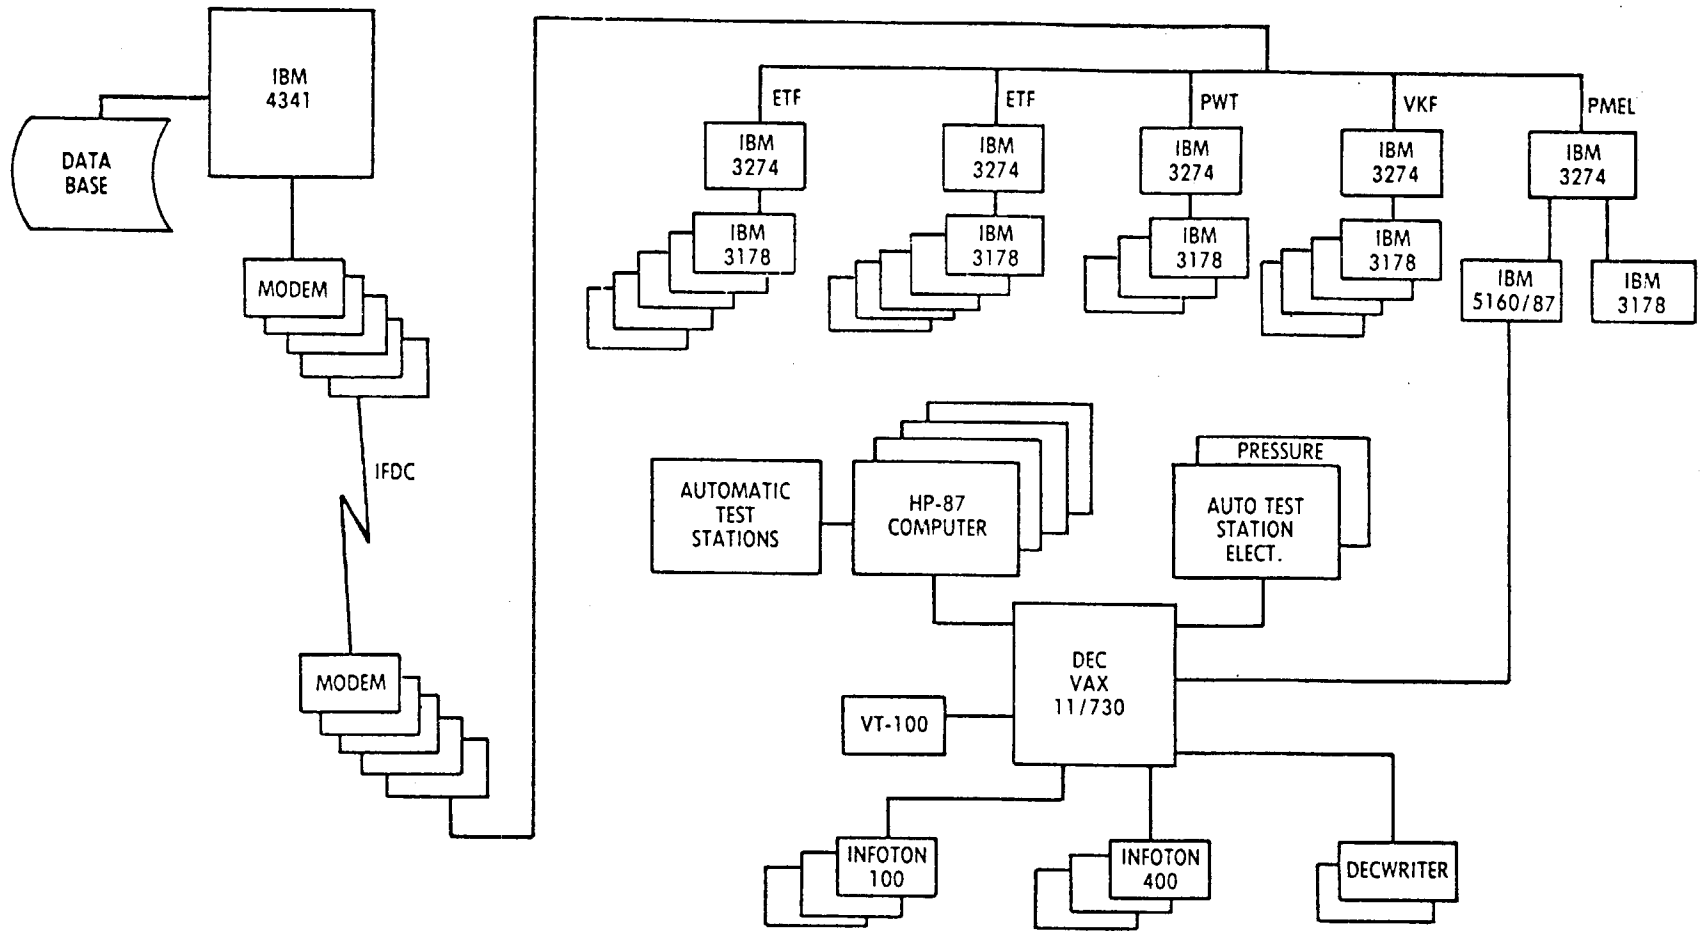 IBM
4341
DATA
BASE
MODEM
IFDC
MODEM
ETF
ETF
PWT
VKF
PMEL
IBM
3274
IBM
3274
IBM
3274
IBM
3274
IBM
3274
IBM
3178
IBM
3178
IBM
3178
IBM
3178
IBM
5160/87
IBM
3178
AUTOMATIC
TEST
STATIONS
HP-87
COMPUTER
PRESSURE
AUTO TEST
STATION
ELECT.
DEC
VAX
11/730
VT-100
INFOTON
100
INFOTON
400
DECWRITER